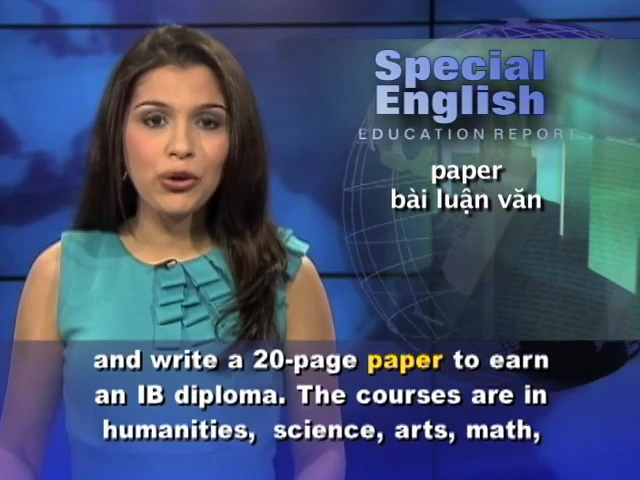 Special
English
EDUCATION REPORT
paper
bài luận văn
and write a 20-page paper to earn
an IB diploma. The courses are in
humanities, science, arts, math,